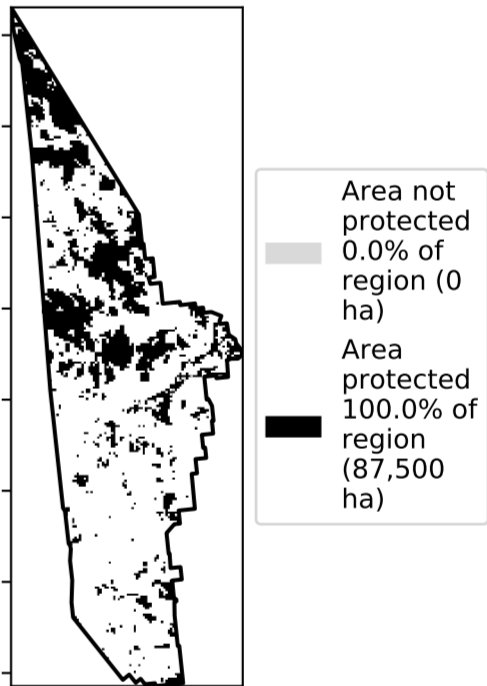 Area not
protected
0.0% of
region (0
ha)
Area
protected
100.0% of
region
(87,500
ha)